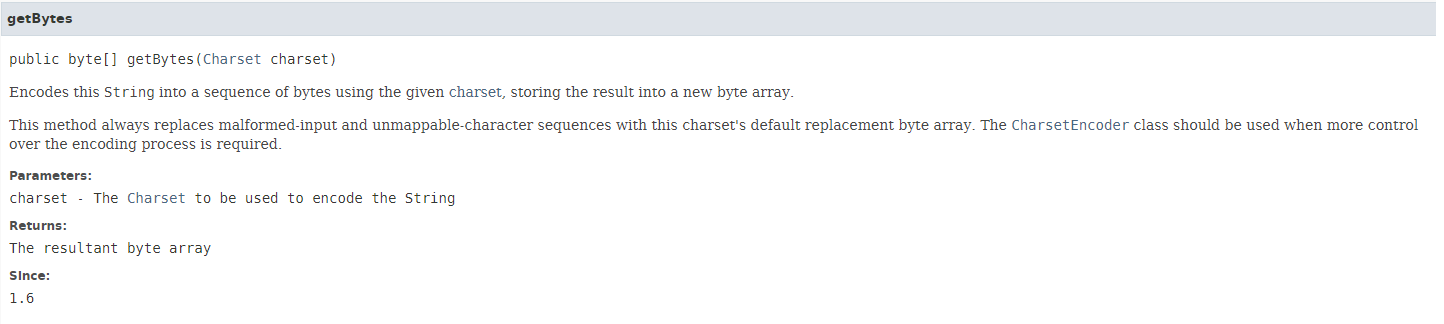 getBytes
public byte[] getBytes(Charset charset)
Encodes this String into a sequence of bytes using the given charset, storing the result into a new byte array.
This method always replaces malformed-input and unmappable-character sequences with this charset's default replacement byte array. The CharsetEncoder class should be used when more control
over the encoding process is required.
Parameters:
charset - The Charset to be used to encode the String
Returns:
The resultant byte array
Since:
1.6